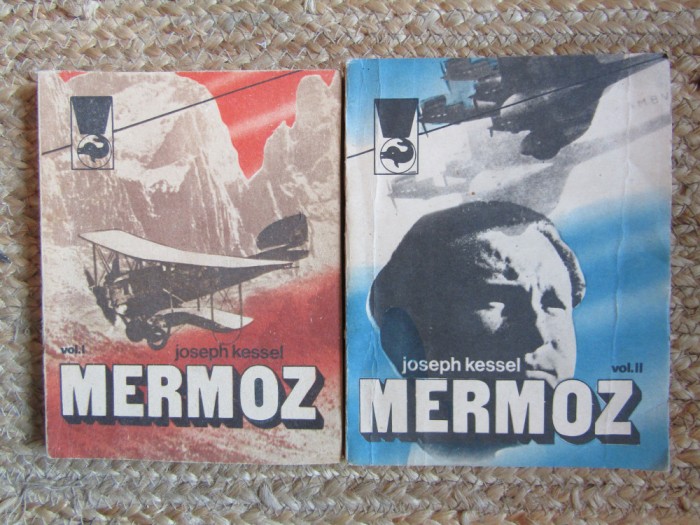 vol.I
joseph kessel
MERMOZ
joseph kessel
vol.II
MERMOZ